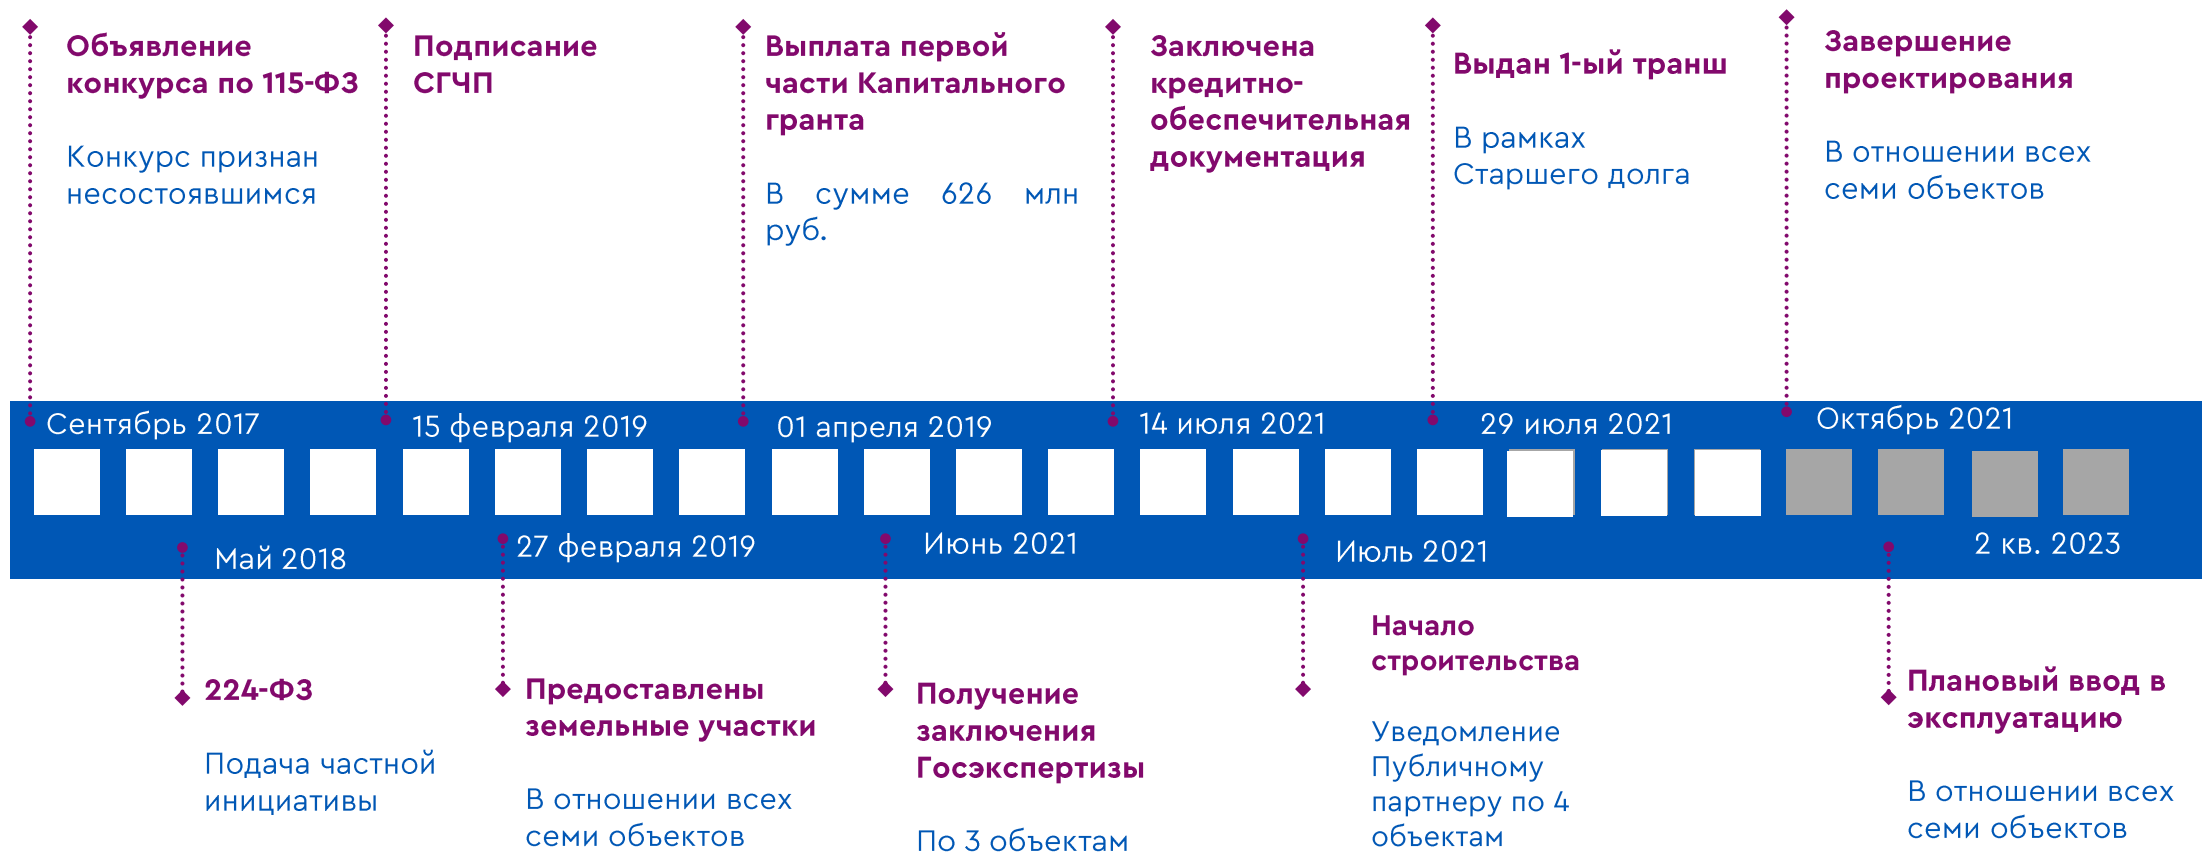 Объявление
конкурса по 115-ФЗ
Конкурс признан
несостоявшимся
Подписание
СГЧП
Выплата первой
части Капитального
гранта
В сумме 626 млн
руб.
Заключена
кредитно-
обеспечительная
документация
Выдан 1-ый транш
В рамках
Старшего долга
Завершение
проектирования
В отношении всех
семи объектов
Сентябрь 2017
15 февраля 2019
01 апреля 2019
14 июля 2021
29 июля 2021
Октябрь 2021
Май 2018
27 февраля 2019
Июнь 2021
Июль 2021
2 кв. 2023
224-ФЗ
Подача частной
инициативы
Предоставлены
земельные участки
В отношении всех
семи объектов
Получение
заключения
Госэкспертизы
По 3 объектам
Начало
строительства
Уведомление
Публичному
партнеру по 4
объектам
Плановый ввод в
эксплуатацию
В отношении всех
семи объектов